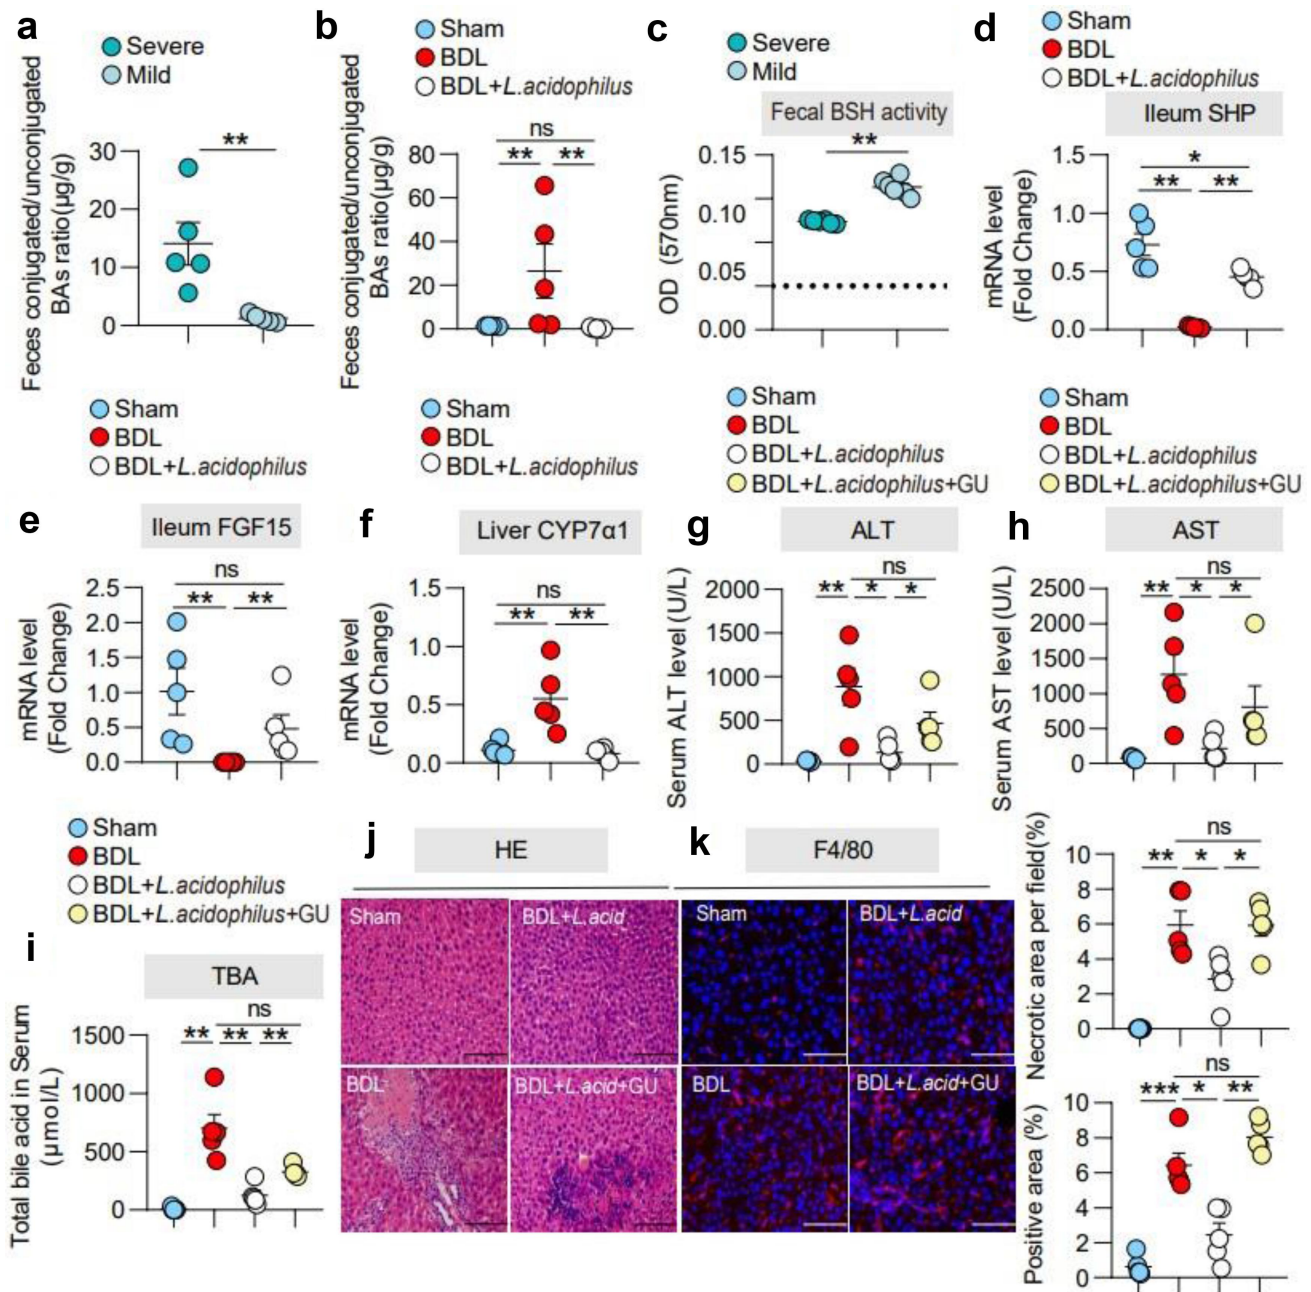 a
Severe
Mild
Feces conjugated/unconjugated
BAs ratio(μg/g)
30
20
10
0
**
b
Sham
BDL
BDL+L.acidophilus
Feces conjugated/unconjugated
BAs ratio(μg/g)
80
60
40
20
0
ns
** **
c
Severe
Mild
Fecal BSH activity
OD (570nm)
0.15
0.10
0.05
0.00
**
d
Sham
BDL
BDL+L.acidophilus
Ileum SHP
mRNA level
(Fold Change)
1.5
1.0
0.5
0.0
*
** **
Sham
BDL
BDL+L.acidophilus
e
Ileum FGF15
mRNA level
(Fold Change)
2.5
2.0
1.5
1.0
0.5
0.0
ns
** **
Sham
BDL
BDL+L.acidophilus
f
Liver CYP7α1
mRNA level
(Fold Change)
1.5
1.0
0.5
0.0
ns
** **
Sham
BDL
BDL+L.acidophilus
BDL+L.acidophilus+GU
g
ALT
Serum ALT level (U/L)
2000
1500
1000
500
0
ns
** * *
Sham
BDL
BDL+L.acidophilus
BDL+L.acidophilus+GU
h
AST
Serum AST level (U/L)
2500
2000
1500
1000
500
0
ns
** * *
Sham
BDL
BDL+L.acidophilus
BDL+L.acidophilus+GU
i
TBA
Total bile acid in Serum
(μmol/L)
1500
1000
500
0
ns
** ** **
j
HE
Sham
BDL+L.acid
BDL
BDL+L.acid+GU
k
F4/80
Sham
BDL+L.acid
BDL
BDL+L.acid+GU
Necrotic area per field(%)
10
8
6
4
2
0
ns
** * *
Positive area (%)
10
8
6
4
2
0
ns
*** * **